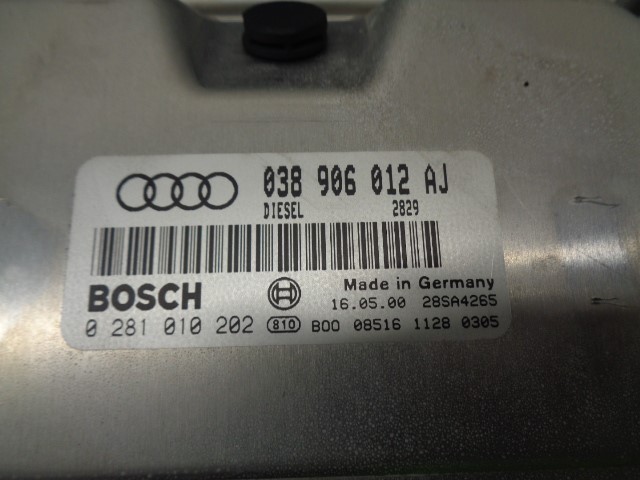 038 906 012 AJ
DIESEL 2829
BOSCH Made in Germany
16.05.00 28SA4265
0 281 010 202 810 B00 08516 1128 0305